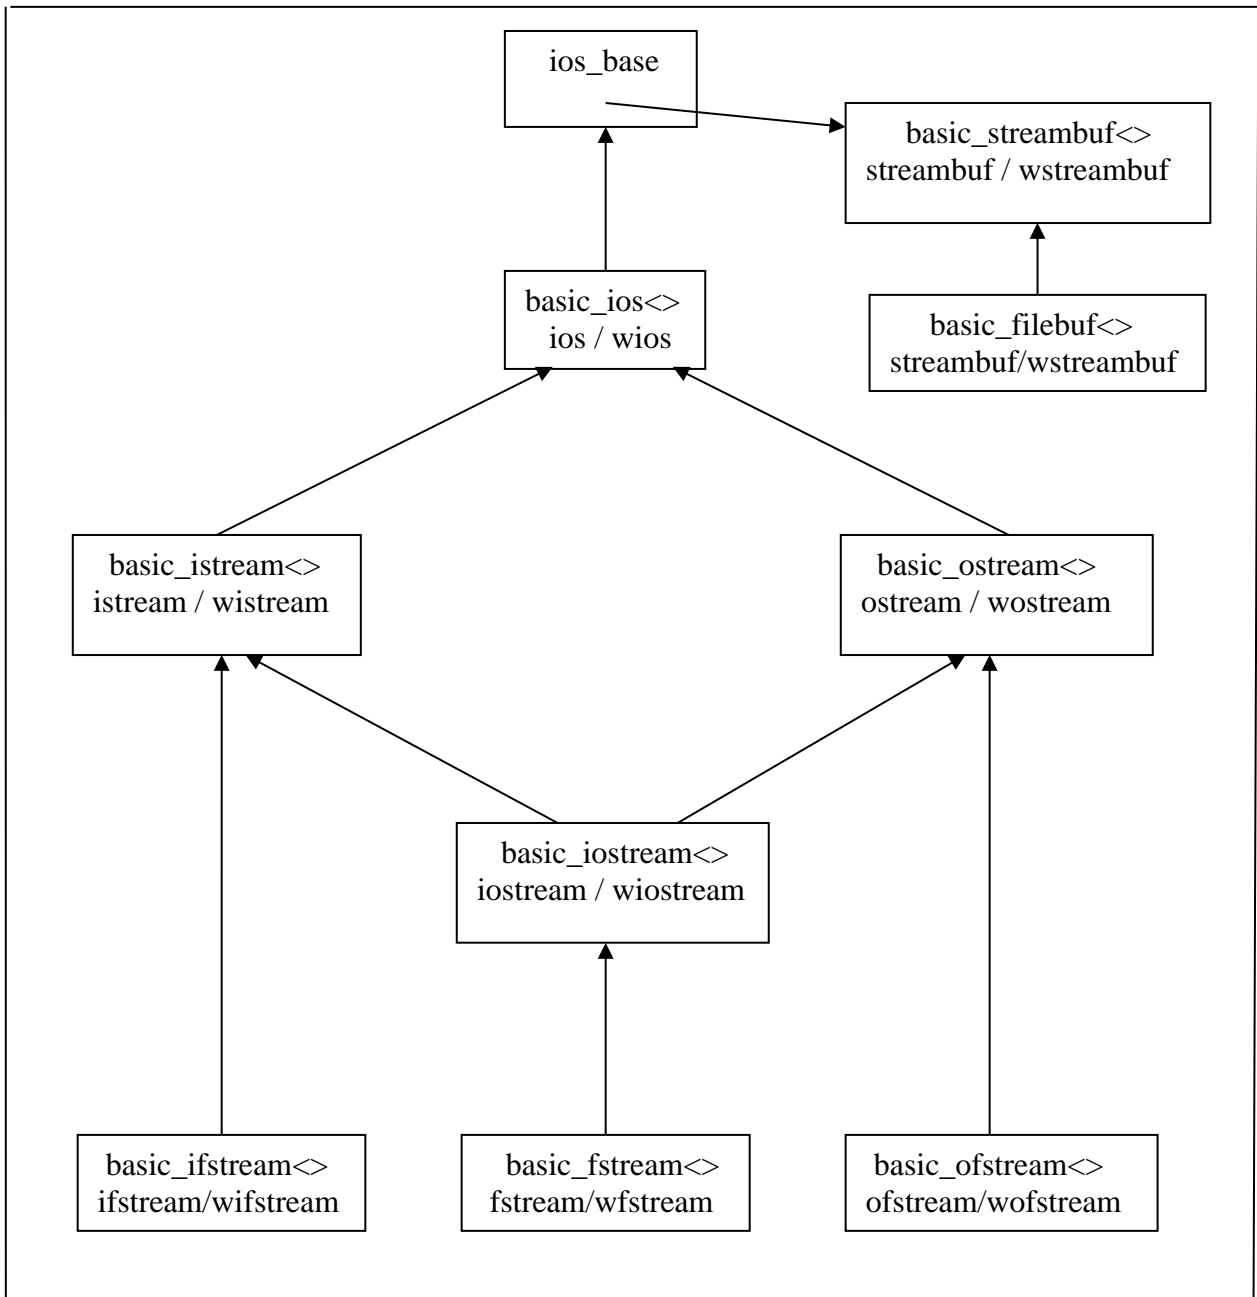 ios_base
basic_streambuf<>
streambuf / wstreambuf
basic_ios<>
ios / wios
basic_filebuf<>
streambuf/wstreambuf
basic_istream<>
istream / wistream
basic_ostream<>
ostream / wostream
basic_iostream<>
iostream / wiostream
basic_ifstream<>
ifstream/wifstream
basic_fstream<>
fstream/wfstream
basic_ofstream<>
ofstream/wofstream